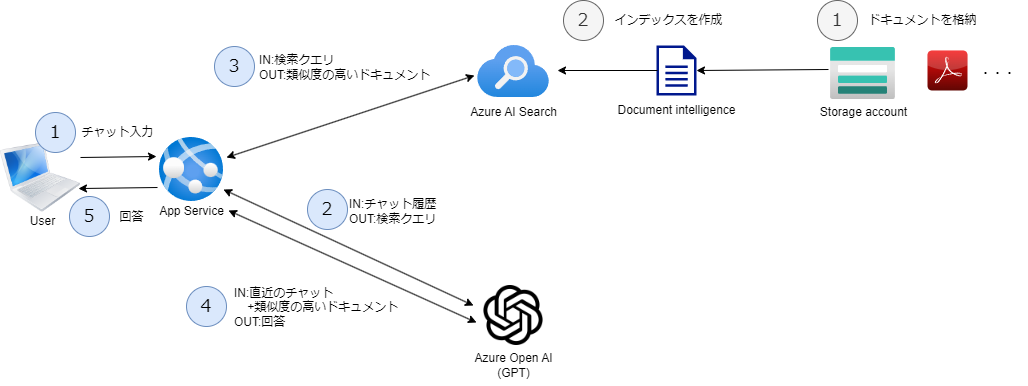 2
インデックスを作成
1
ドキュメントを格納
3
IN:検索クエリ
OUT:類似度の高いドキュメント
・・・
Azure AI Search
Document intelligence
Storage account
1
チャット入力
App Service
User
5
回答
2
IN:チャット履歴
OUT:検索クエリ
4
IN:直近のチャット
+類似度の高いドキュメント
OUT:回答
Azure Open AI
(GPT)